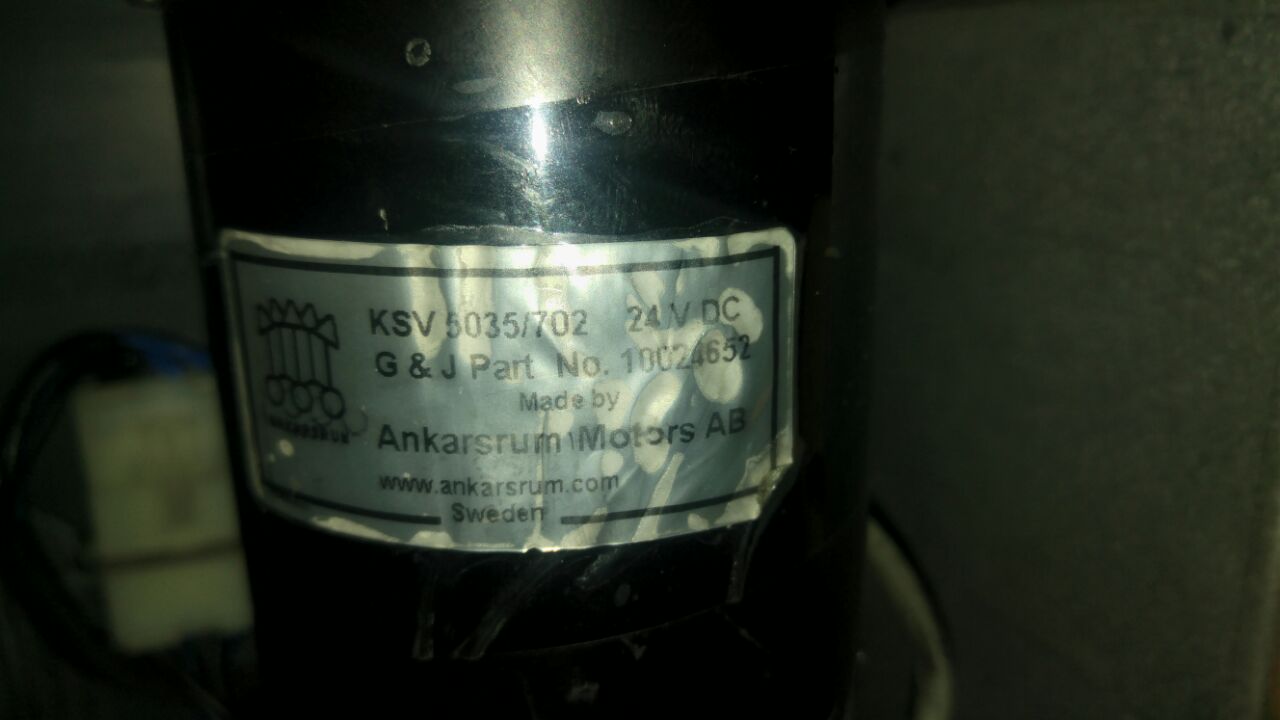 KSV 5035/702 24 V DC
G & J Part No. 10024652
Made by
Ankarsrum Motors AB
www.ankarsrum.com
Sweden